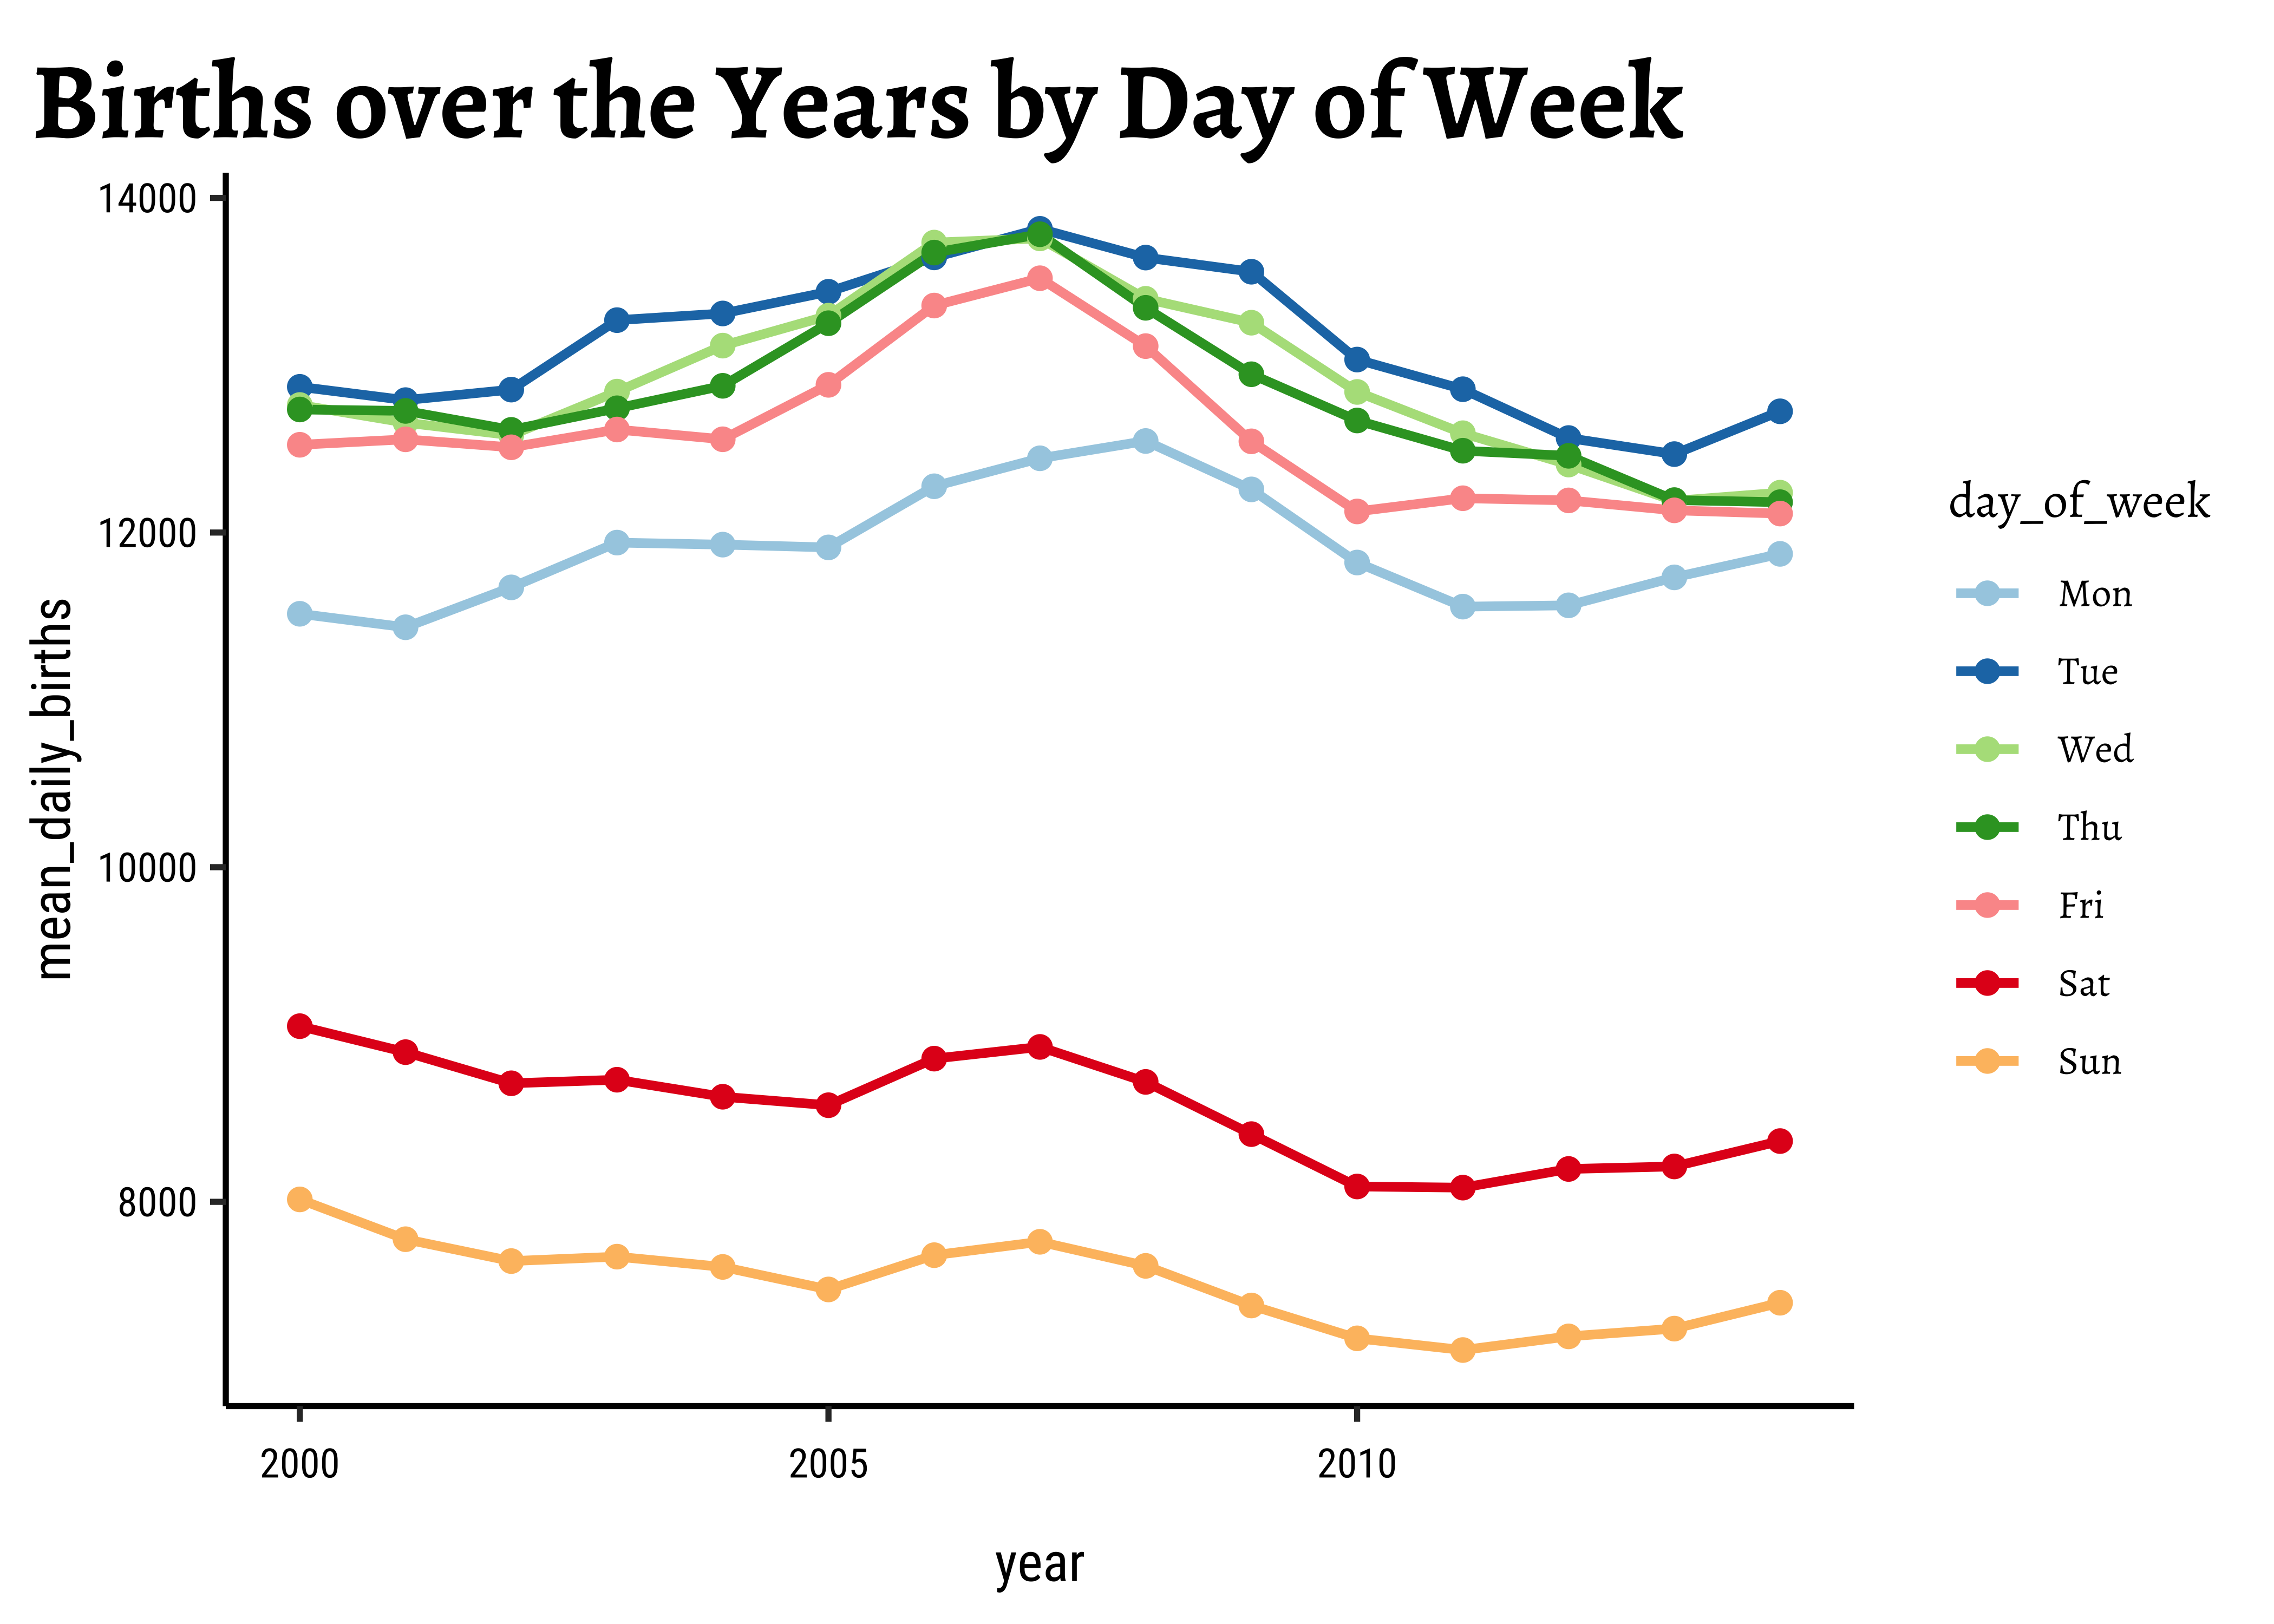 Births over the Years by Day of Week
14000
12000
10000
8000
mean_daily_births
2000
2005
2010
year
day_of_week
Mon
Tue
Wed
Thu
Fri
Sat
Sun